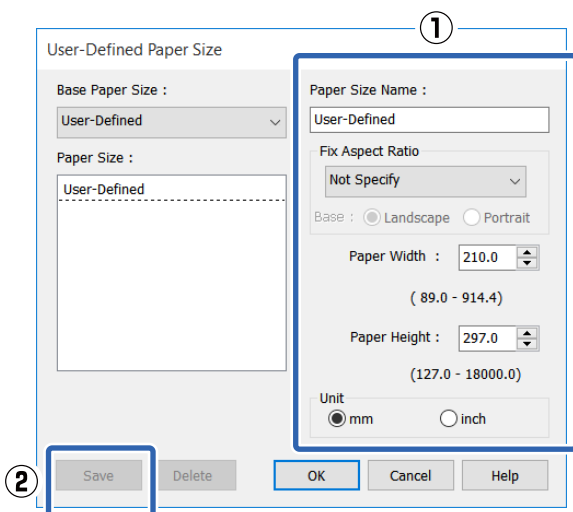 ①
User-Defined Paper Size
Base Paper Size :
User-Defined
Paper Size :
User-Defined
Paper Size Name :
User-Defined
Fix Aspect Ratio
Not Specify
Base : Landscape Portrait
Paper Width : 210.0
( 89.0 - 914.4)
Paper Height : 297.0
(127.0 - 18000.0)
Unit
mm inch
②
Save Delete OK Cancel Help